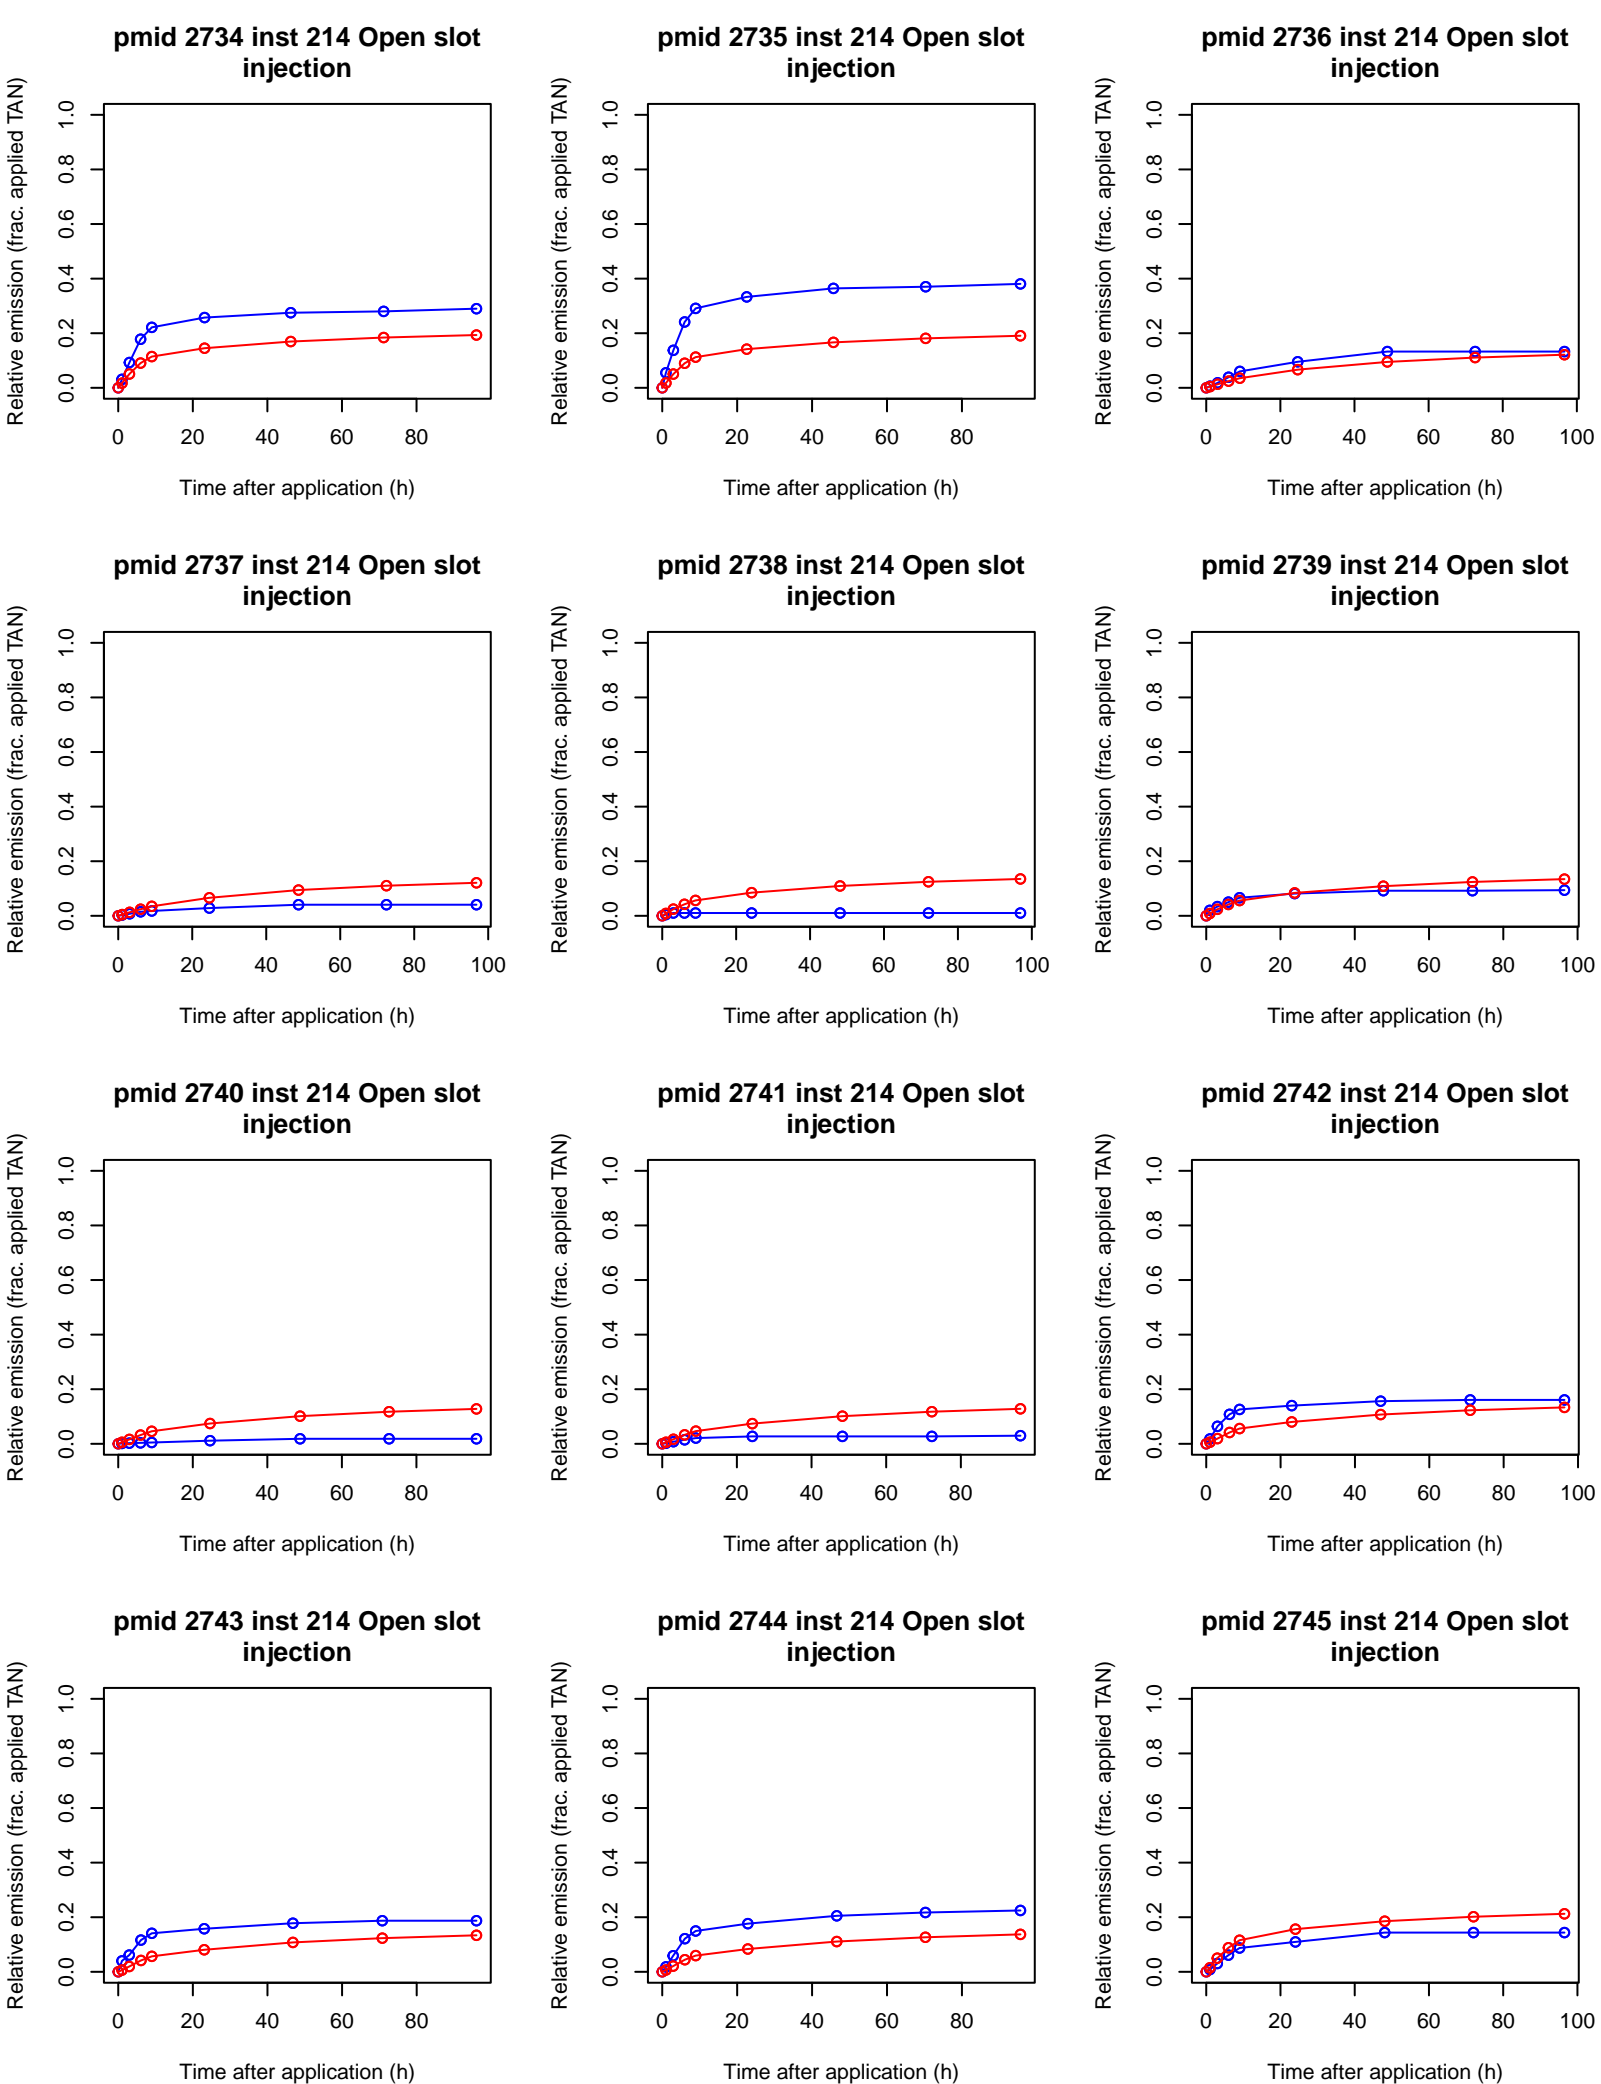 pmid 2734 inst 214 Open slot
injection
Relative emission (frac. applied TAN)
1.0
0.8
0.6
0.4
0.2
0.0
0 20 40 60 80
Time after application (h)
pmid 2735 inst 214 Open slot
injection
Relative emission (frac. applied TAN)
1.0
0.8
0.6
0.4
0.2
0.0
0 20 40 60 80
Time after application (h)
pmid 2736 inst 214 Open slot
injection
Relative emission (frac. applied TAN)
1.0
0.8
0.6
0.4
0.2
0.0
0 20 40 60 80 100
Time after application (h)
pmid 2737 inst 214 Open slot
injection
Relative emission (frac. applied TAN)
1.0
0.8
0.6
0.4
0.2
0.0
0 20 40 60 80 100
Time after application (h)
pmid 2738 inst 214 Open slot
injection
Relative emission (frac. applied TAN)
1.0
0.8
0.6
0.4
0.2
0.0
0 20 40 60 80 100
Time after application (h)
pmid 2739 inst 214 Open slot
injection
Relative emission (frac. applied TAN)
1.0
0.8
0.6
0.4
0.2
0.0
0 20 40 60 80 100
Time after application (h)
pmid 2740 inst 214 Open slot
injection
Relative emission (frac. applied TAN)
1.0
0.8
0.6
0.4
0.2
0.0
0 20 40 60 80
Time after application (h)
pmid 2741 inst 214 Open slot
injection
Relative emission (frac. applied TAN)
1.0
0.8
0.6
0.4
0.2
0.0
0 20 40 60 80
Time after application (h)
pmid 2742 inst 214 Open slot
injection
Relative emission (frac. applied TAN)
1.0
0.8
0.6
0.4
0.2
0.0
0 20 40 60 80 100
Time after application (h)
pmid 2743 inst 214 Open slot
injection
Relative emission (frac. applied TAN)
1.0
0.8
0.6
0.4
0.2
0.0
0 20 40 60 80
Time after application (h)
pmid 2744 inst 214 Open slot
injection
Relative emission (frac. applied TAN)
1.0
0.8
0.6
0.4
0.2
0.0
0 20 40 60 80
Time after application (h)
pmid 2745 inst 214 Open slot
injection
Relative emission (frac. applied TAN)
1.0
0.8
0.6
0.4
0.2
0.0
0 20 40 60 80 100
Time after application (h)